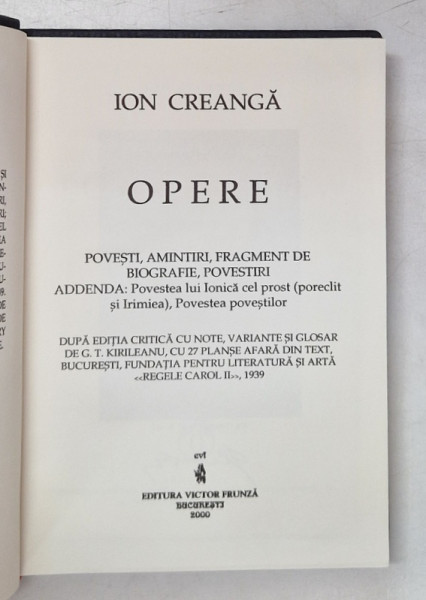 ION CREANGĂ
OPERE
POVEȘTI, AMINTIRI, FRAGMENT DE
BIOGRAFIE, POVESTIRI
ADDENDA: Povestea lui Ionică cel prost (poreclit
și Irimiea), Povestea poveștilor
DUPĂ EDIȚIA CRITICĂ CU NOTE, VARIANTE ȘI GLOSAR
DE G. T. KIRILEANU, CU 27 PLANȘE AFARĂ DIN TEXT,
BUCUREȘTI, FUNDAȚIA PENTRU LITERATURĂ ȘI ARTĂ
<<REGELE CAROL II>>, 1939
evf
EDITURA VICTOR FRUNZĂ
BUCUREȘTI
2000